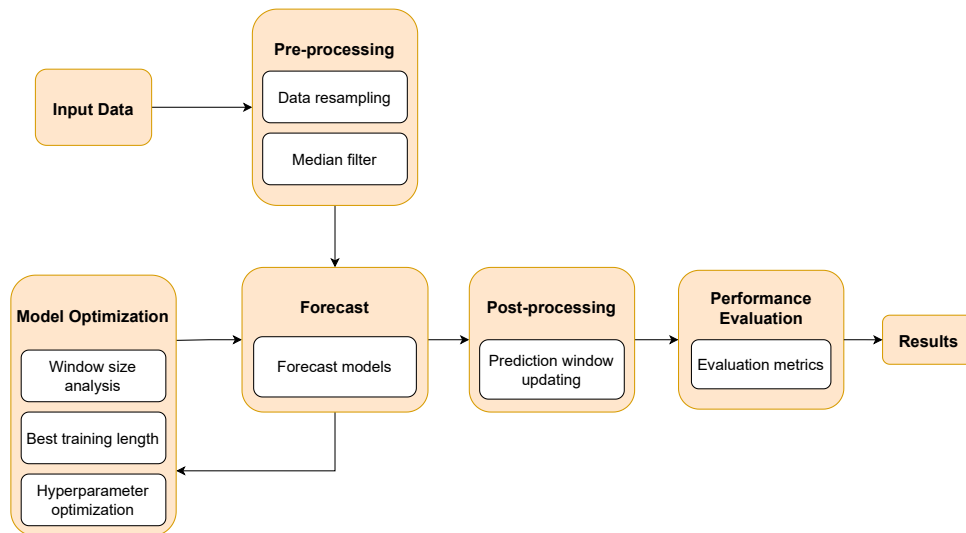 Pre-processing
Data resampling
Median filter
Input Data
Model Optimization
Window size
analysis
Best training length
Hyperparameter
optimization
Forecast
Forecast models
Post-processing
Prediction window
updating
Performance
Evaluation
Evaluation metrics
Results